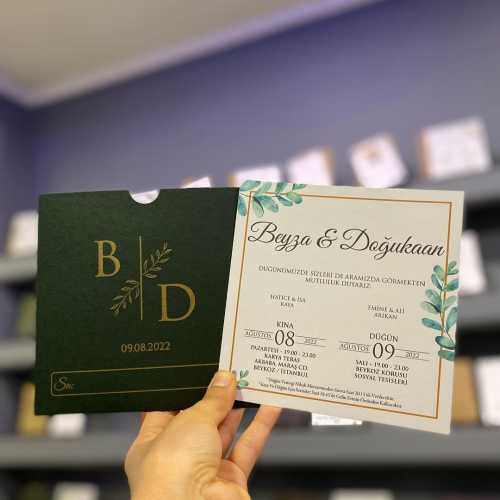 B
D
09.08.2022
Sn:
Beyza & Doğukaan
DÜĞÜNÜMÜZDE SİZLERİ DE ARAMIZDA GÖRMEKTEN
MUTLULUK DUYARIZ.
HATİCE & İSA
KAYA
EMİNE & ALİ
ARIKAN
KINA
AĞUSTOS 08 2022
PAZARTESİ - 19.00 - 23.00
KARYA TERAS
AKBABA, MARAŞ CD.
BEYKOZ / İSTANBUL
DÜĞÜN
AĞUSTOS 09 2022
SALI - 19.00 - 23.00
BEYKOZ KORUSU
SOSYAL TESİSLERİ